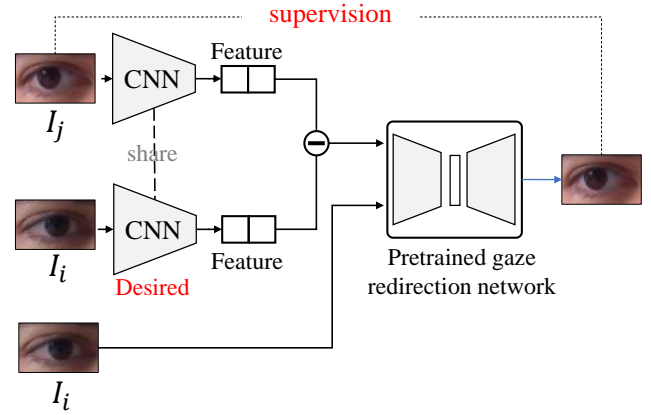 supervision
Feature
CNN
I_j
share
CNN
I_i
Feature
Desired
Pretrained gaze
redirection network
I_i